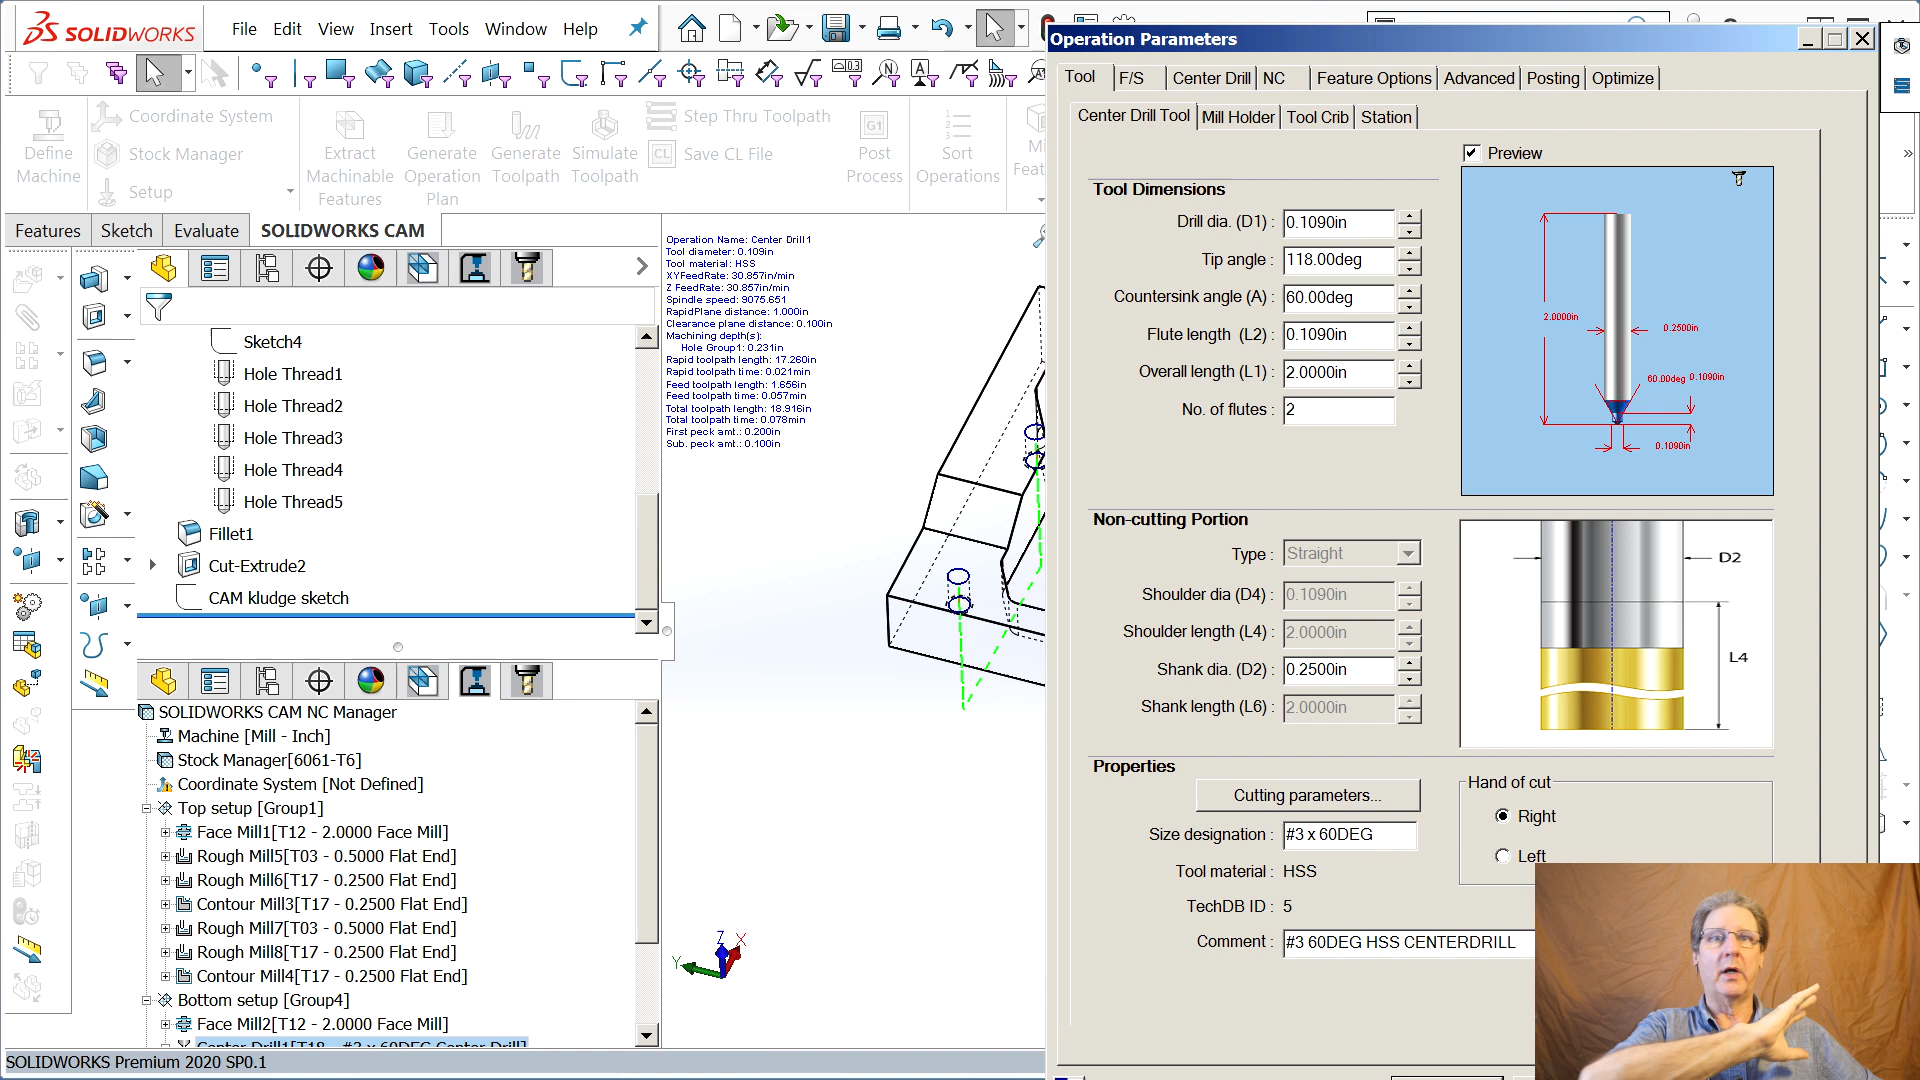 SOLIDWORKS
File Edit View Insert Tools Window Help
Define Machine
Coordinate System
Stock Manager
Setup
Extract Machinable Features
Generate Operation Plan
Generate Toolpath
Simulate Toolpath
Step Thru Toolpath
Save CL File
Post Process
Sort Operations
Features Sketch Evaluate SOLIDWORKS CAM
Sketch4
Hole Thread1
Hole Thread2
Hole Thread3
Hole Thread4
Hole Thread5
Fillet1
Cut-Extrude2
CAM kludge sketch
SOLIDWORKS CAM NC Manager
Machine [Mill - Inch]
Stock Manager[6061-T6]
Coordinate System [Not Defined]
Top setup [Group1]
Face Mill1[T12 - 2.0000 Face Mill]
Rough Mill5[T03 - 0.5000 Flat End]
Rough Mill6[T17 - 0.2500 Flat End]
Contour Mill3[T17 - 0.2500 Flat End]
Rough Mill7[T03 - 0.5000 Flat End]
Rough Mill8[T17 - 0.2500 Flat End]
Contour Mill4[T17 - 0.2500 Flat End]
Bottom setup [Group4]
Face Mill2[T12 - 2.0000 Face Mill]
Center Drill1[T18 - #3 x 60DEG Center Drill]
SOLIDWORKS Premium 2020 SP0.1
Operation Name: Center Drill1
Tool diameter: 0.109in
Tool material: HSS
XYFeedRate: 30.857in/min
Z FeedRate: 30.857in/min
Spindle speed: 9075.651
RapidPlane distance: 1.000in
Clearance plane distance: 0.100in
Machining depth(s):
Hole Group1: 0.231in
Rapid toolpath length: 17.260in
Rapid toolpath time: 0.021min
Feed toolpath length: 1.656in
Feed toolpath time: 0.057min
Total toolpath length: 18.916in
Total toolpath time: 0.078min
First peck amt.: 0.200in
Sub. peck amt.: 0.100in
Z X Y
Operation Parameters
Tool F/S Center Drill NC Feature Options Advanced Posting Optimize
Center Drill Tool Mill Holder Tool Crib Station
Preview
Tool Dimensions
Drill dia. (D1) : 0.1090in
Tip angle : 118.00deg
Countersink angle (A) : 60.00deg
Flute length (L2) : 0.1090in
Overall length (L1) : 2.0000in
No. of flutes : 2
2.0000in
0.2500in
60.00deg 0.1090in
0.1090in
Non-cutting Portion
Type : Straight
Shoulder dia (D4) : 0.1090in
Shoulder length (L4) : 2.0000in
Shank dia. (D2) : 0.2500in
Shank length (L6) : 2.0000in
D2
L4
Properties
Cutting parameters...
Size designation : #3 x 60DEG
Tool material : HSS
TechDB ID : 5
Comment : #3 60DEG HSS CENTERDRILL
Hand of cut
Right
Left